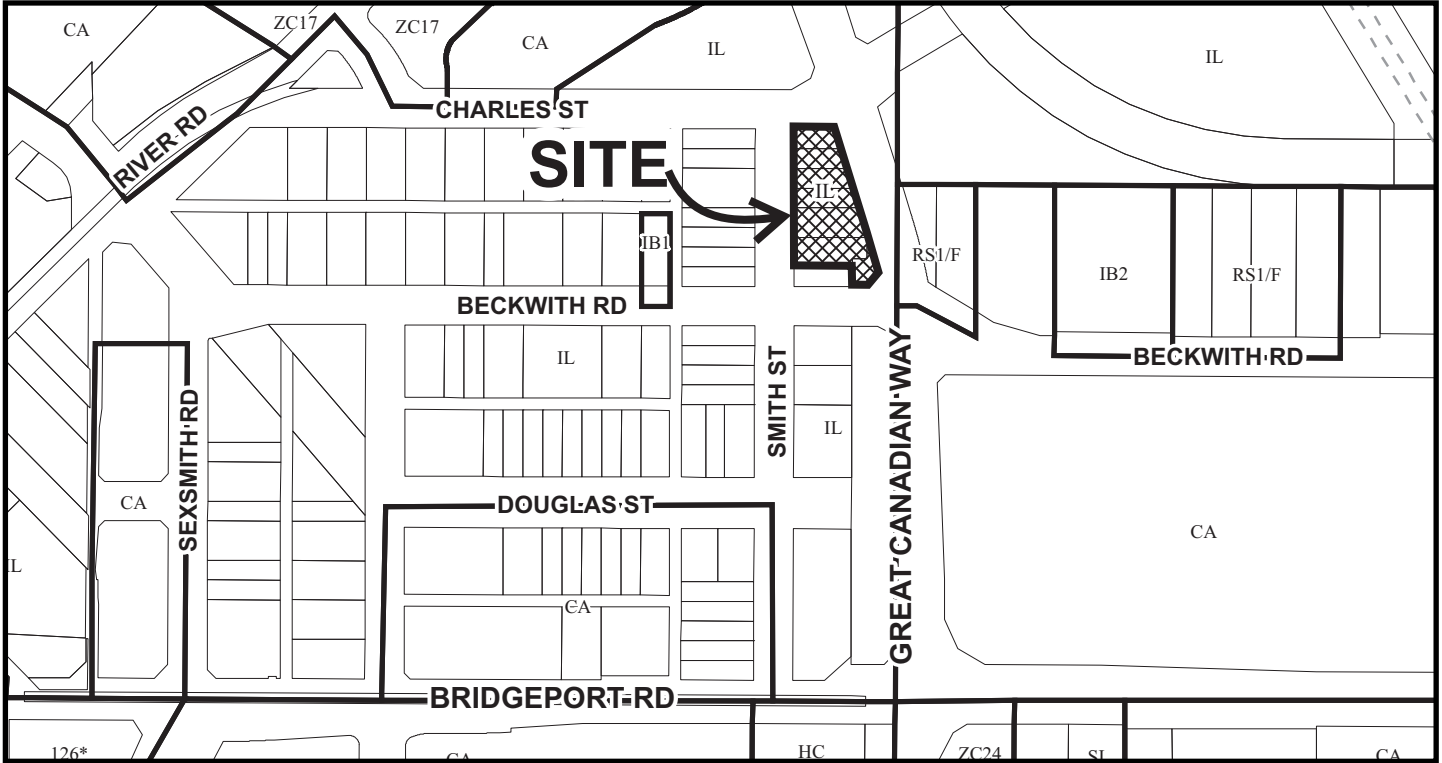 CA
ZC17
ZC17
CA
IL
IL
CHARLES ST
RIVER RD
SITE
IL
IB1
RS1/F
IB2
RS1/F
BECKWITH RD
BECKWITH RD
IL
SMITH ST
GREAT CANADIAN WAY
IL
SEXSMITH RD
CA
DOUGLAS ST
CA
IL
CA
BRIDGEPORT RD
126*
CA
HC
ZC24
SI
CA